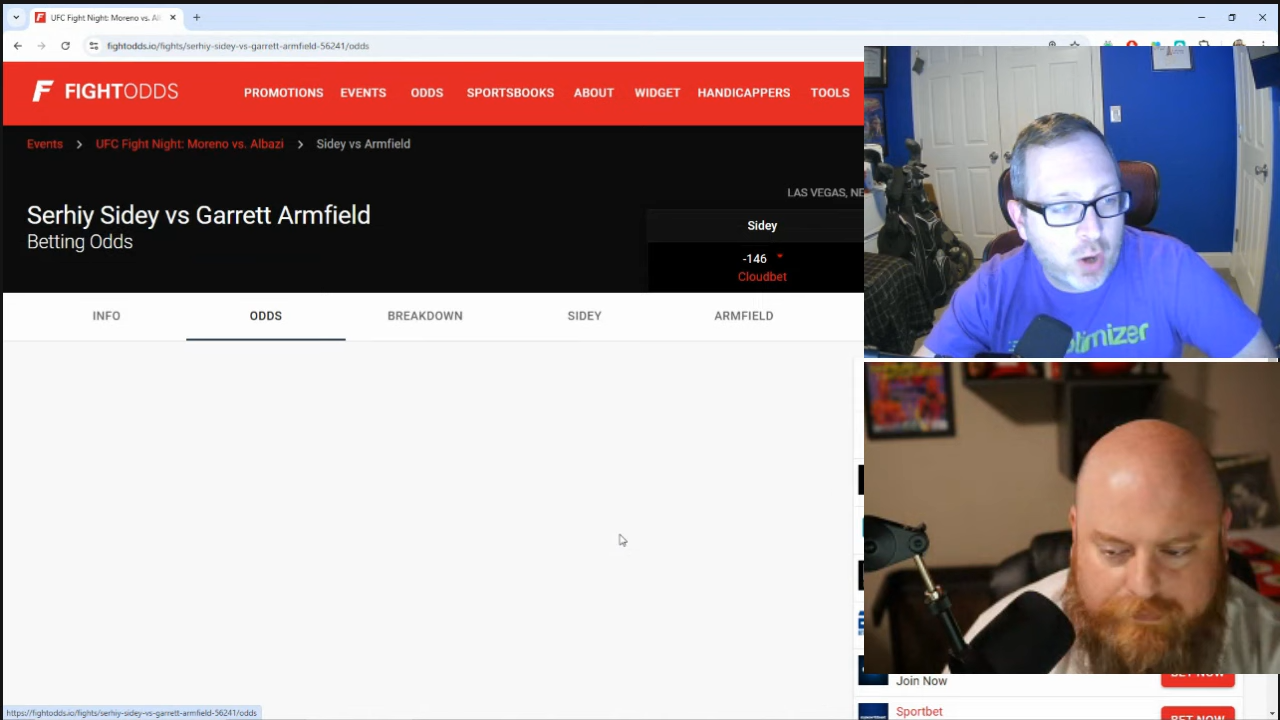 UFC Fight Night: Moreno vs. Al
fightodds.io/fights/serhiy-sidey-vs-garrett-armfield-56241/odds
FIGHTODDS
PROMOTIONS EVENTS ODDS SPORTSBOOKS ABOUT WIDGET HANDICAPPERS TOOLS
Events > UFC Fight Night: Moreno vs. Albazi > Sidey vs Armfield
LAS VEGAS, NE
Serhiy Sidey vs Garrett Armfield
Betting Odds
Sidey
-146
Cloudbet
INFO ODDS BREAKDOWN SIDEY ARMFIELD
timizer
Join Now
BET NOW
Sportbet
BET NOW
https://fightodds.io/fights/serhiy-sidey-vs-garrett-armfield-56241/odds